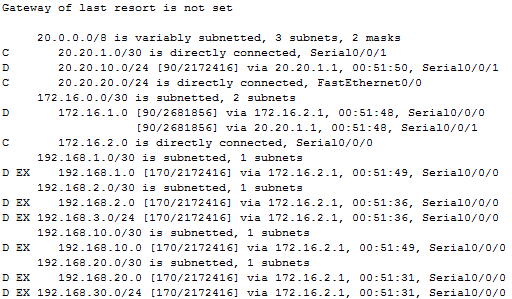 Gateway of last resort is not set
     20.0.0.0/8 is variably subnetted, 3 subnets, 2 masks
C       20.20.1.0/30 is directly connected, Serial0/0/1
D       20.20.10.0/24 [90/2172416] via 20.20.1.1, 00:51:50, Serial0/0/1
C       20.20.20.0/24 is directly connected, FastEthernet0/0
     172.16.0.0/30 is subnetted, 2 subnets
D       172.16.1.0 [90/2681856] via 172.16.2.1, 00:51:48, Serial0/0/0
                   [90/2681856] via 20.20.1.1, 00:51:48, Serial0/0/1
C       172.16.2.0 is directly connected, Serial0/0/0
     192.168.1.0/30 is subnetted, 1 subnets
D EX    192.168.1.0 [170/2172416] via 172.16.2.1, 00:51:49, Serial0/0/0
     192.168.2.0/30 is subnetted, 1 subnets
D EX    192.168.2.0 [170/2172416] via 172.16.2.1, 00:51:36, Serial0/0/0
D EX 192.168.3.0/24 [170/2172416] via 172.16.2.1, 00:51:36, Serial0/0/0
     192.168.10.0/30 is subnetted, 1 subnets
D EX    192.168.10.0 [170/2172416] via 172.16.2.1, 00:51:49, Serial0/0/0
     192.168.20.0/30 is subnetted, 1 subnets
D EX    192.168.20.0 [170/2172416] via 172.16.2.1, 00:51:31, Serial0/0/0
D EX 192.168.30.0/24 [170/2172416] via 172.16.2.1, 00:51:31, Serial0/0/0